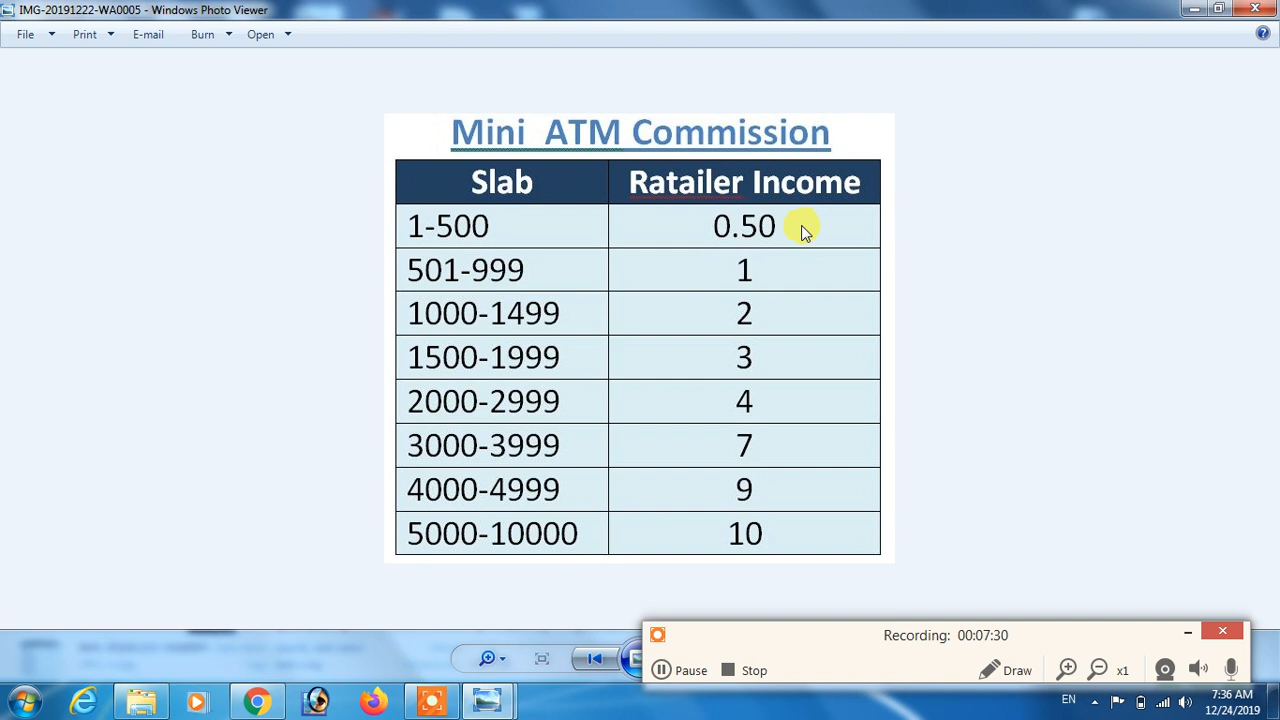 IMG-20191222-WA0005 - Windows Photo Viewer
File Print E-mail Burn Open
Mini ATM Commission
Slab Ratailer Income
1-500 0.50
501-999 1
1000-1499 2
1500-1999 3
2000-2999 4
3000-3999 7
4000-4999 9
5000-10000 10
Recording: 00:07:30
Pause Stop Draw x1
EN
7:36 AM
12/24/2019